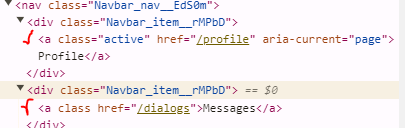 <nav class="Navbar_nav__EdS0m">
▼<div class="Navbar_item__rMPbD">
<a class="active" href="/profile" aria-current="page">
Profile</a>
</div>
▼<div class="Navbar_item__rMPbD"> == $0
<a class href="/dialogs">Messages</a>
</div>